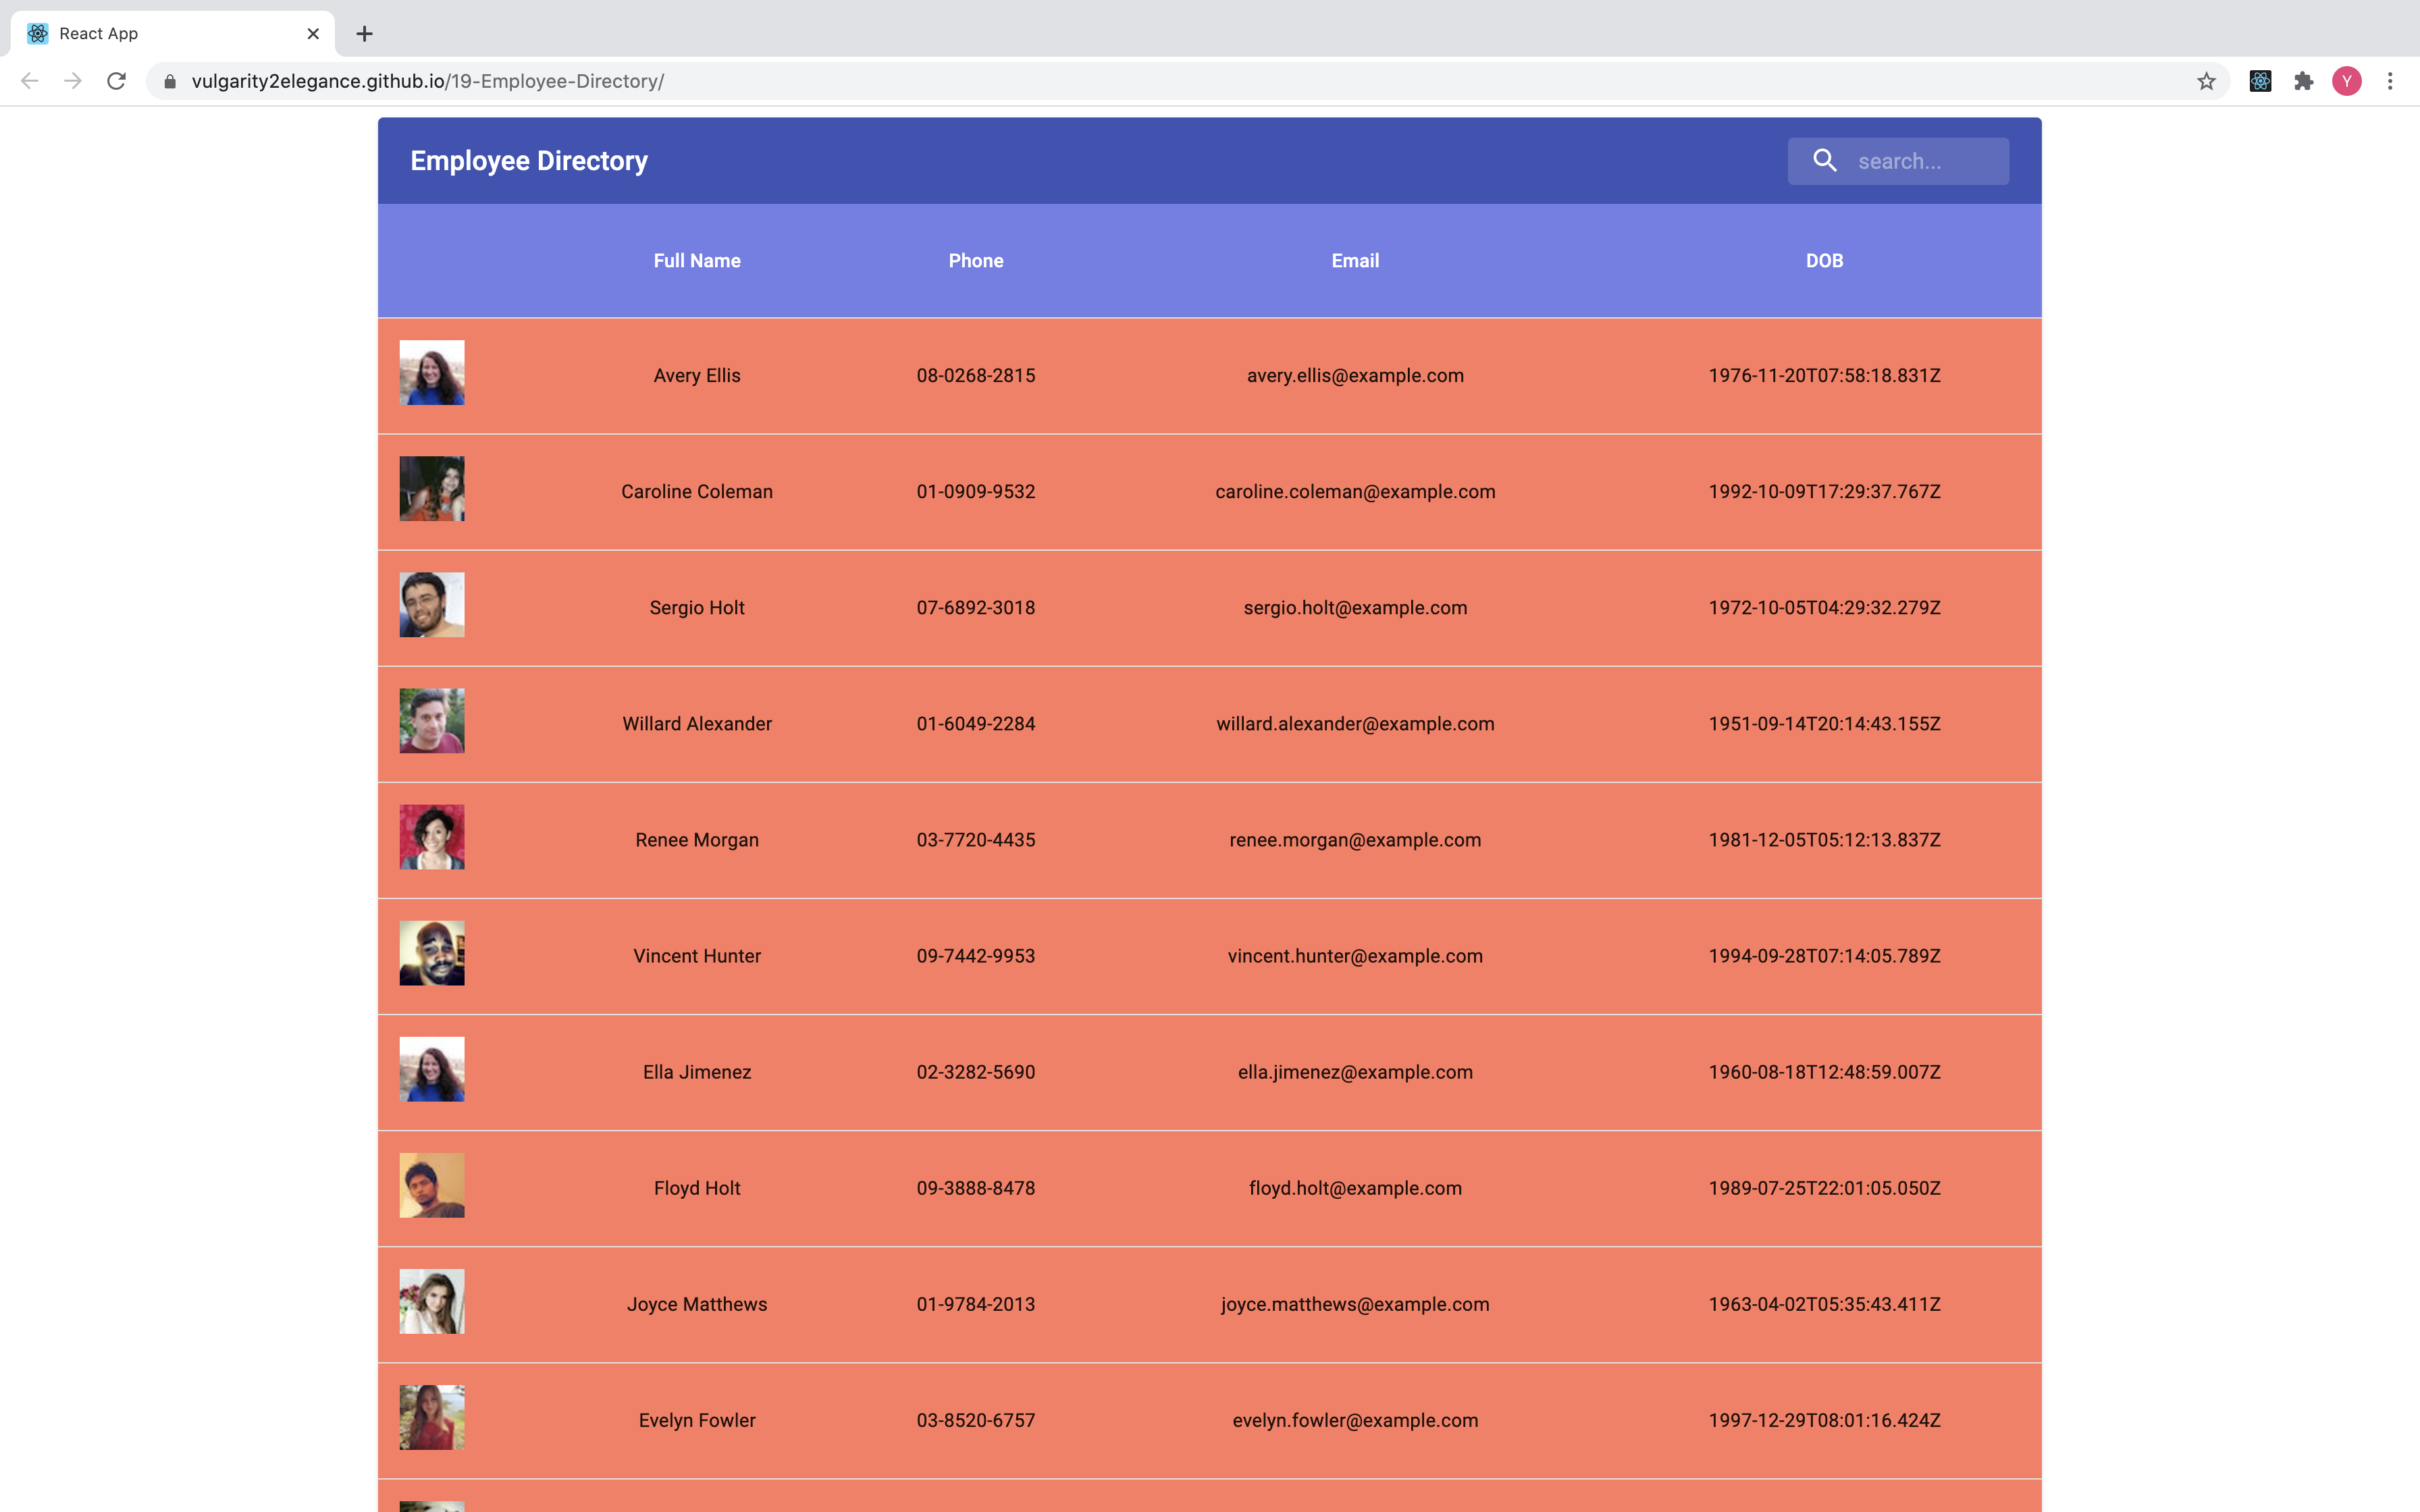 React App
vulgarity2elegance.github.io/19-Employee-Directory/
Y
Employee Directory search...
Full Name Phone Email DOB
Avery Ellis 08-0268-2815 avery.ellis@example.com 1976-11-20T07:58:18.831Z
Caroline Coleman 01-0909-9532 caroline.coleman@example.com 1992-10-09T17:29:37.767Z
Sergio Holt 07-6892-3018 sergio.holt@example.com 1972-10-05T04:29:32.279Z
Willard Alexander 01-6049-2284 willard.alexander@example.com 1951-09-14T20:14:43.155Z
Renee Morgan 03-7720-4435 renee.morgan@example.com 1981-12-05T05:12:13.837Z
Vincent Hunter 09-7442-9953 vincent.hunter@example.com 1994-09-28T07:14:05.789Z
Ella Jimenez 02-3282-5690 ella.jimenez@example.com 1960-08-18T12:48:59.007Z
Floyd Holt 09-3888-8478 floyd.holt@example.com 1989-07-25T22:01:05.050Z
Joyce Matthews 01-9784-2013 joyce.matthews@example.com 1963-04-02T05:35:43.411Z
Evelyn Fowler 03-8520-6757 evelyn.fowler@example.com 1997-12-29T08:01:16.424Z